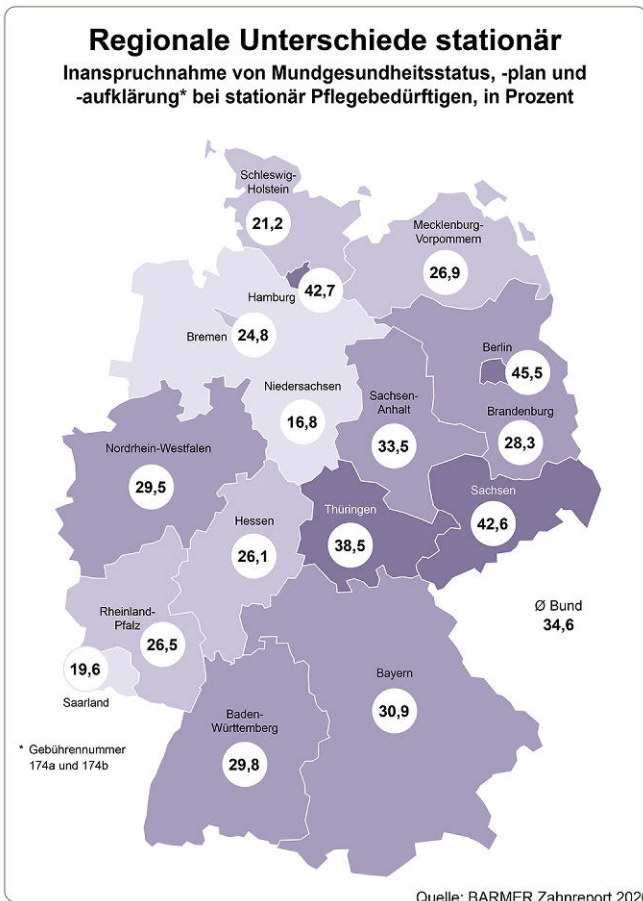 Regionale Unterschiede stationär
Inanspruchnahme von Mundgesundheitsstatus, -plan und
-aufklärung* bei stationär Pflegebedürftigen, in Prozent
Schleswig-
Holstein
21,2
Mecklenburg-
Vorpommern
26,9
Hamburg
42,7
Bremen
24,8
Berlin
45,5
Niedersachsen
16,8
Sachsen-
Anhalt
33,5
Brandenburg
28,3
Nordrhein-Westfalen
29,5
Sachsen
42,6
Thüringen
38,5
Hessen
26,1
Ø Bund
34,6
Rheinland-
Pfalz
26,5
19,6
Saarland
Bayern
30,9
Baden-
Württemberg
29,8
* Gebührennummer
174a und 174b
Quelle: BARMER Zahnreport 2020